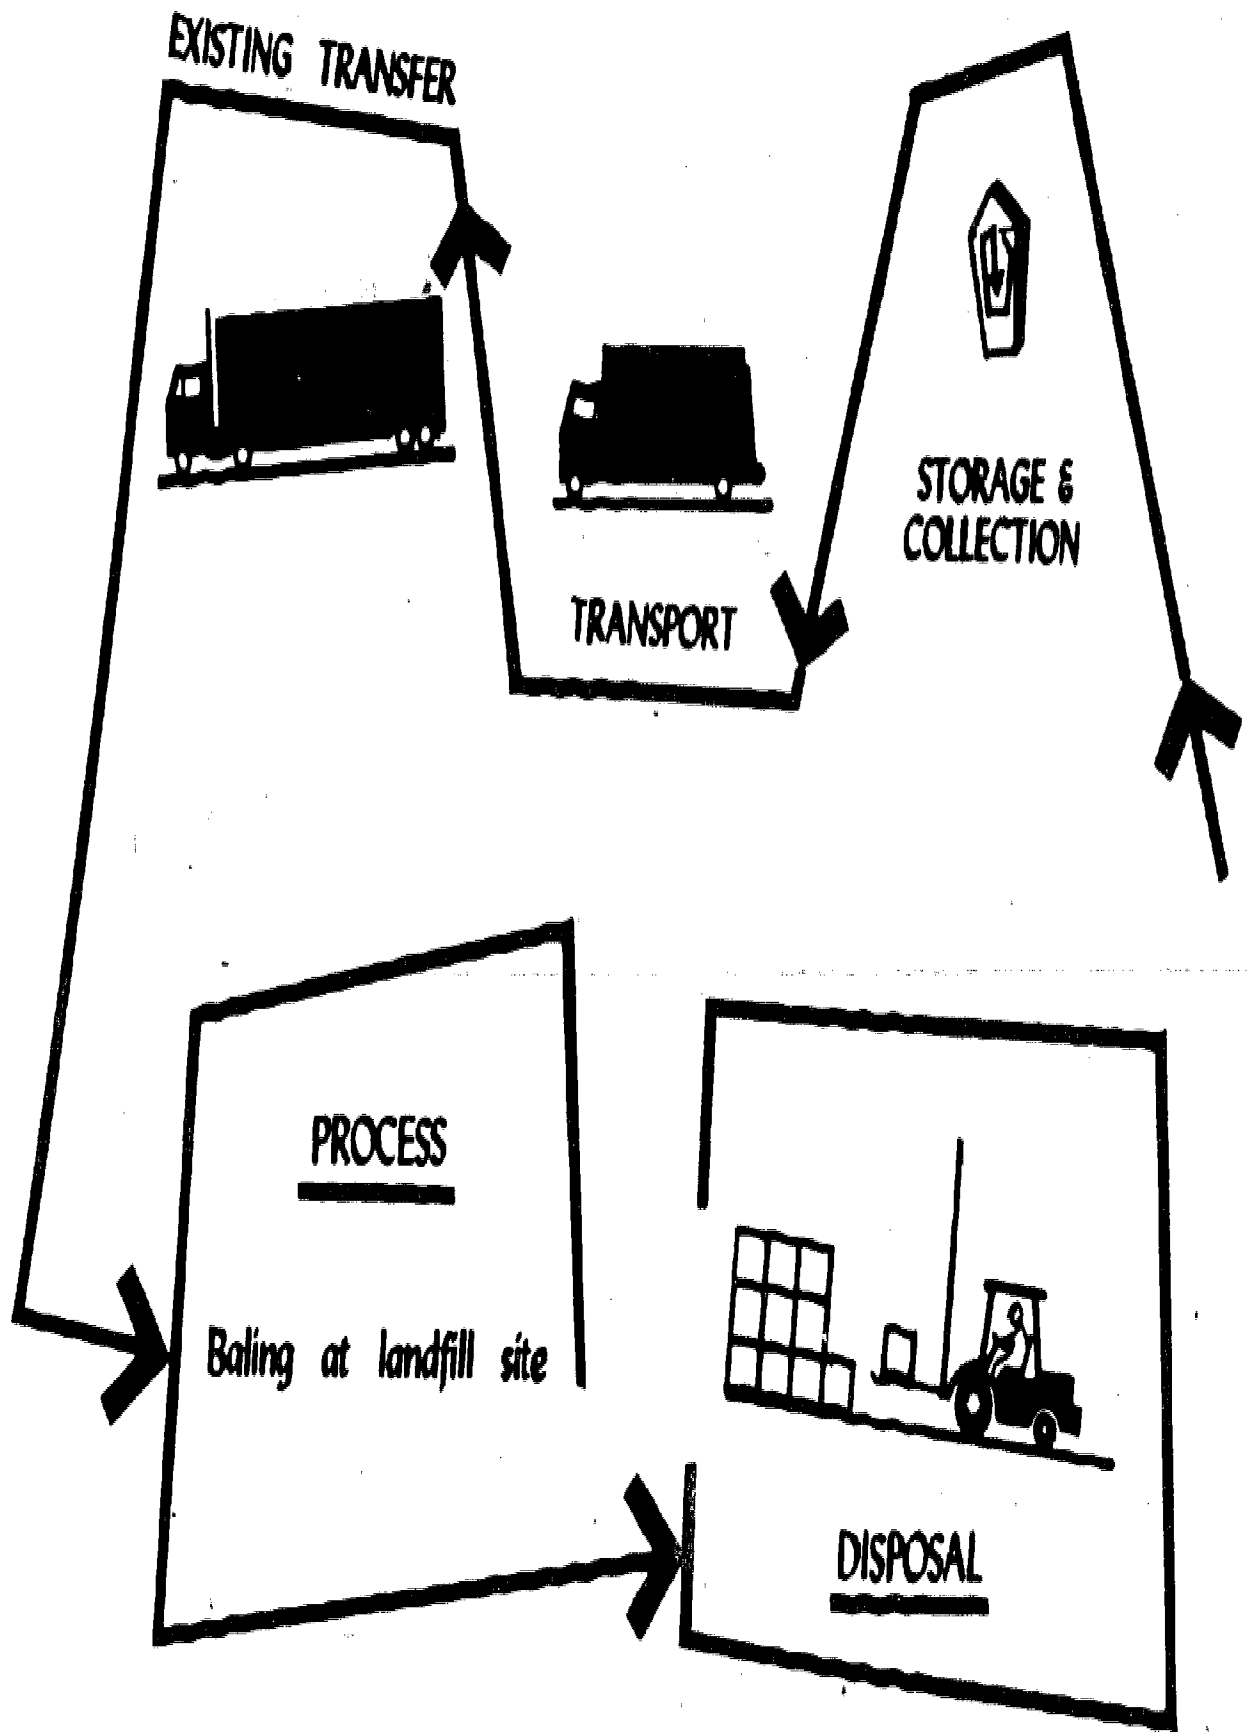 EXISTING TRANSFER
STORAGE &
COLLECTION
TRANSPORT
PROCESS
Baling at landfill site
DISPOSAL